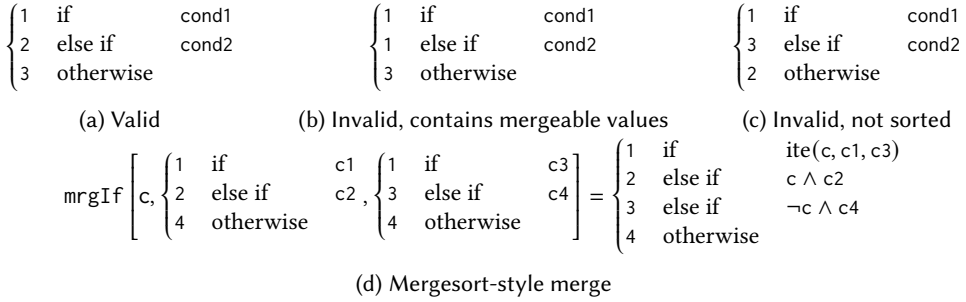 1 if cond1 1 if cond1 1 if cond1
2 else if cond2 1 else if cond2 3 else if cond2
3 otherwise 3 otherwise 2 otherwise
(a) Valid (b) Invalid, contains mergeable values (c) Invalid, not sorted
mrgIf [c, {1 if c1 , {1 if c3 ] = {1 if ite(c, c1, c3)
2 else if c2 3 else if c4 2 else if c ∧ c2
4 otherwise 4 otherwise 3 else if ¬c ∧ c4
4 otherwise
(d) Mergesort-style merge